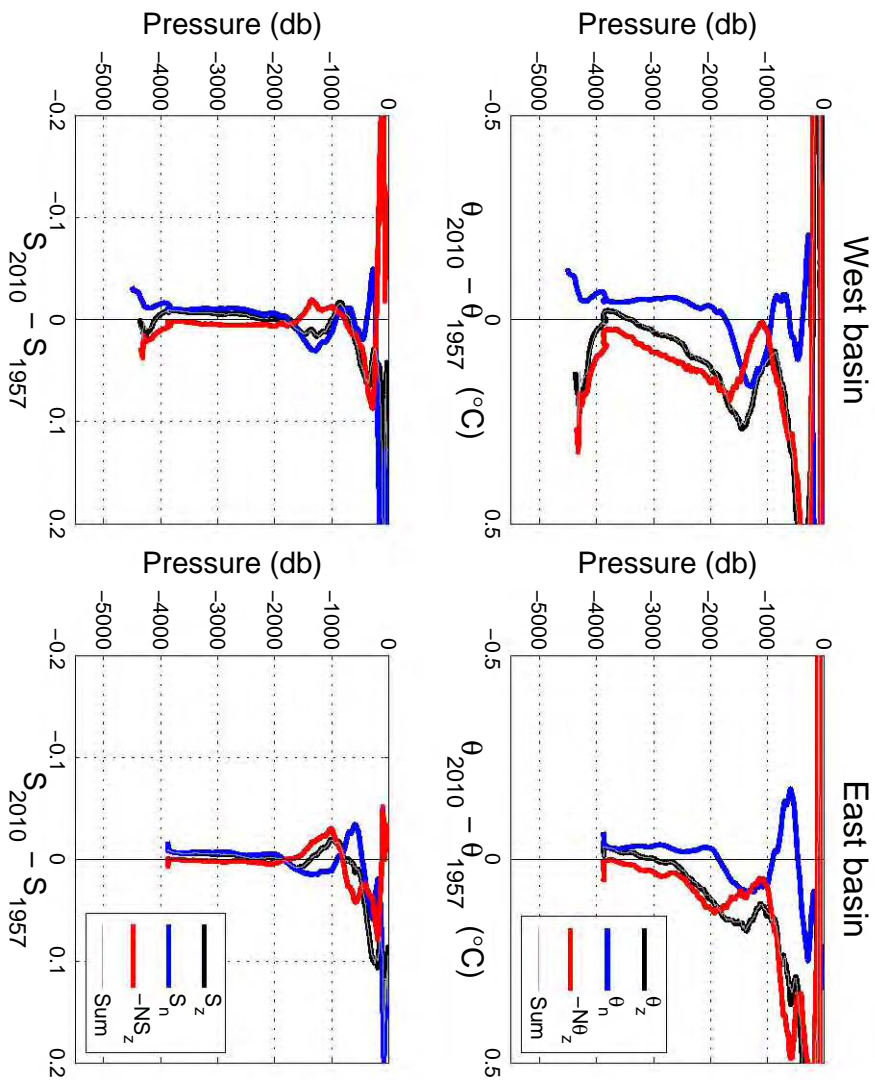 West basin
East basin
Pressure (db)
0
−1000
−2000
−3000
−4000
−5000
−0.5
0
0.5
θ2010 − θ1957 (°C)
Pressure (db)
0
−1000
−2000
−3000
−4000
−5000
−0.5
0
0.5
θ2010 − θ1957 (°C)
θz
θn
−Nθz
Sum
Pressure (db)
0
−1000
−2000
−3000
−4000
−5000
−0.2
−0.1
0
0.1
0.2
S2010 − S1957
Pressure (db)
0
−1000
−2000
−3000
−4000
−5000
−0.2
−0.1
0
0.1
0.2
S2010 − S1957
Sz
Sn
−NSz
Sum